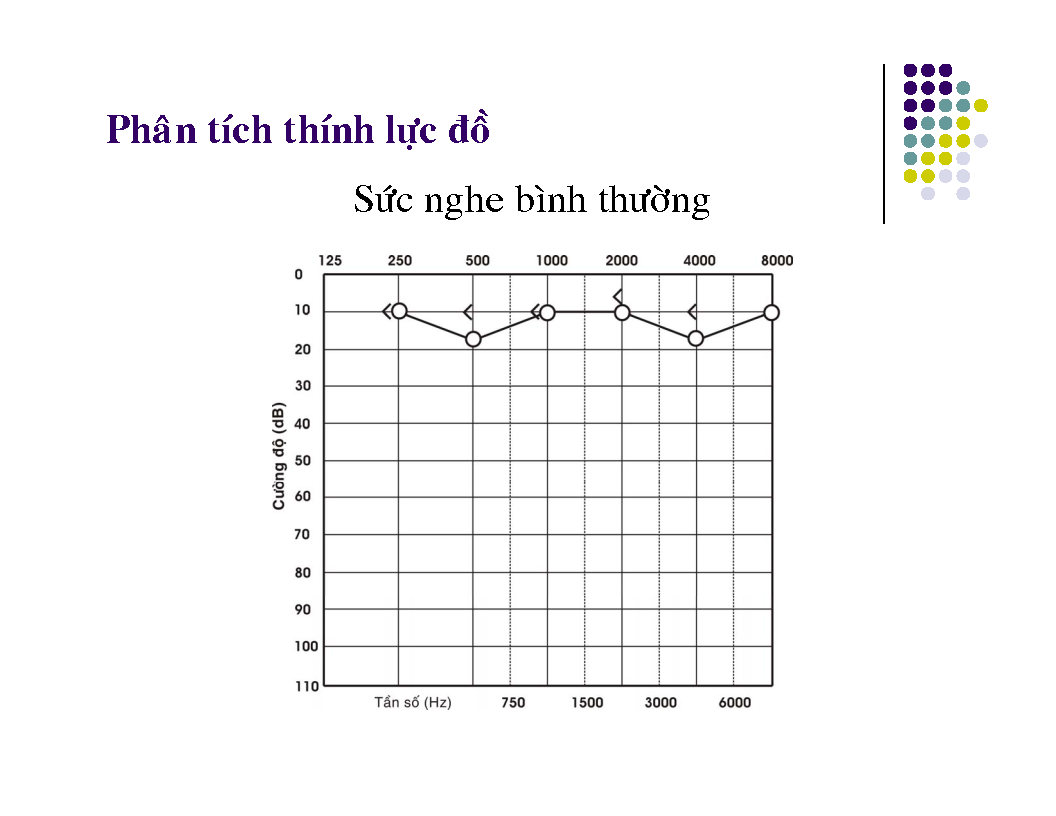 Phân tích thính lực đồ
Sức nghe bình thường
125 250 500 1000 2000 4000 8000
0
10
20
30
40
50
60
70
80
90
100
110
Cường độ (dB)
Tần số (Hz) 750 1500 3000 6000